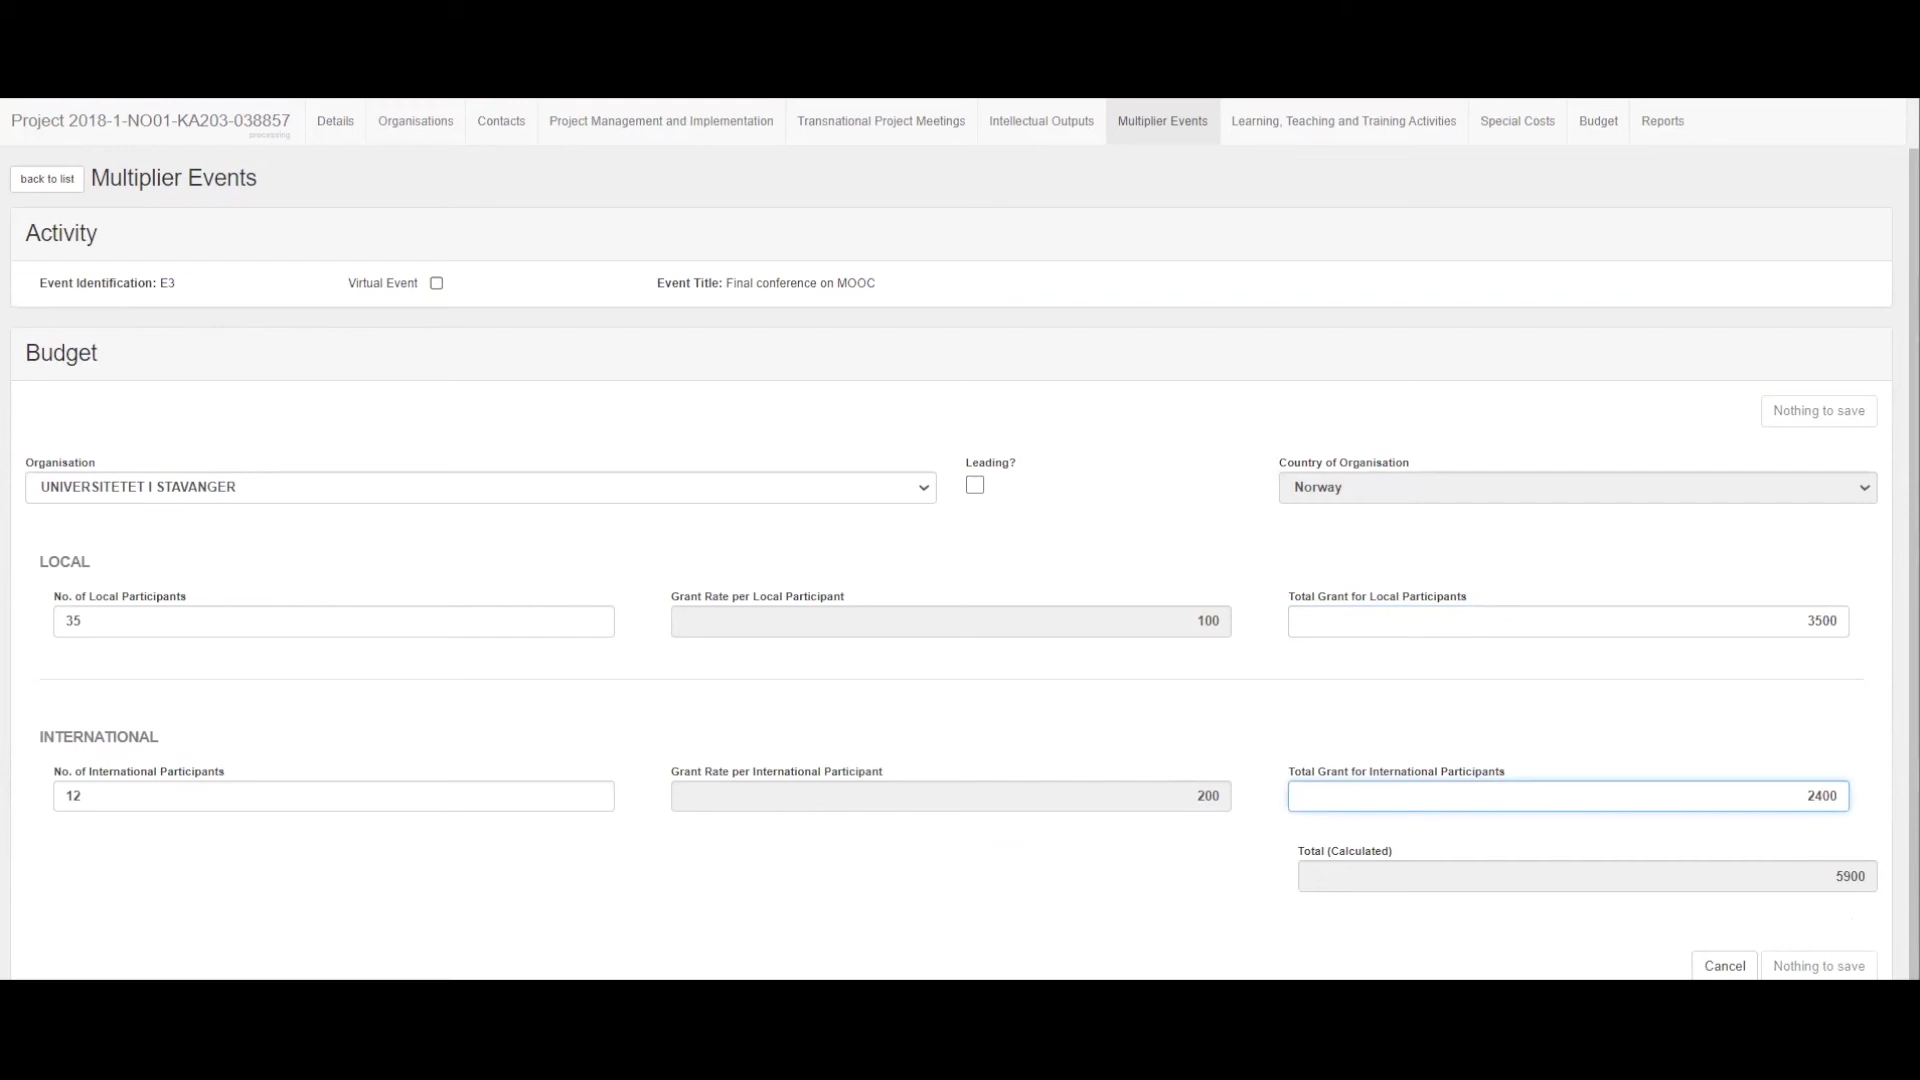 Project 2018-1-NO01-KA203-038857
processing
Details
Organisations
Contacts
Project Management and Implementation
Transnational Project Meetings
Intellectual Outputs
Multiplier Events
Learning, Teaching and Training Activities
Special Costs
Budget
Reports
back to list
Multiplier Events
Activity
Event Identification: E3
Virtual Event
Event Title: Final conference on MOOC
Budget
Nothing to save
Organisation
Leading?
Country of Organisation
UNIVERSITETET I STAVANGER
Norway
LOCAL
No. of Local Participants
Grant Rate per Local Participant
Total Grant for Local Participants
35
100
3500
INTERNATIONAL
No. of International Participants
Grant Rate per International Participant
Total Grant for International Participants
12
200
2400
Total (Calculated)
5900
Cancel
Nothing to save